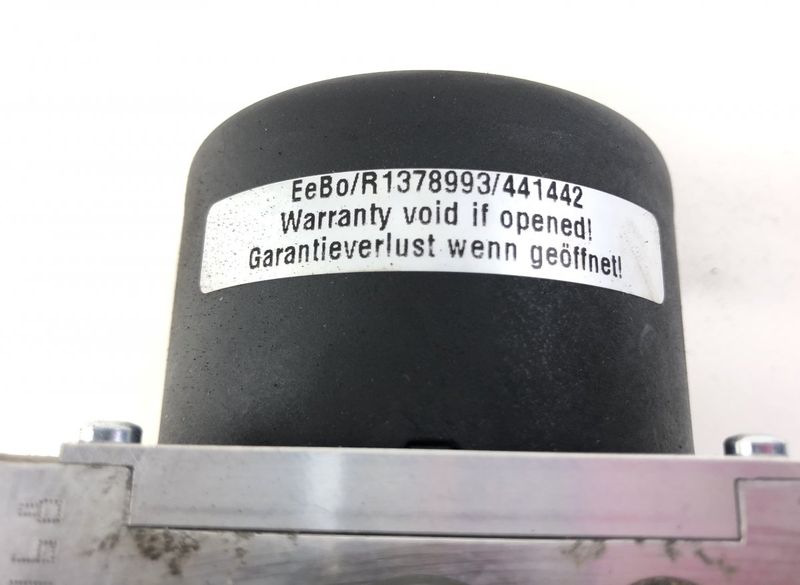 EeBo/R1378993/441442
Warranty void if opened!
Garantieverlust wenn geöffnet!